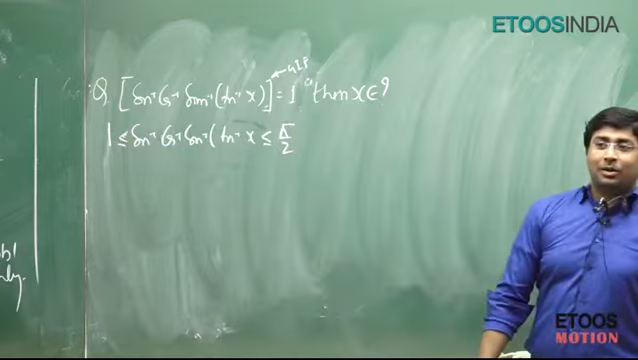 ETOOSINDIA
G.I.F
Q [sin⁻¹ cos⁻¹ sin⁻¹(tan⁻¹ x)] = 1 then x ∈ ?
1 ≤ sin⁻¹ cos⁻¹ sin⁻¹(tan⁻¹ x ≤ π/2
only.
ETOOS
MOTION